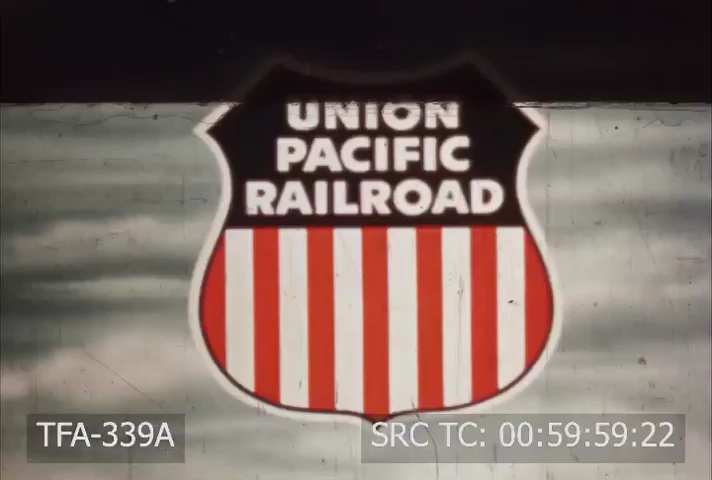 UNION
PACIFIC
RAILROAD
TFA-339A
SRC TC: 00:59:59:22